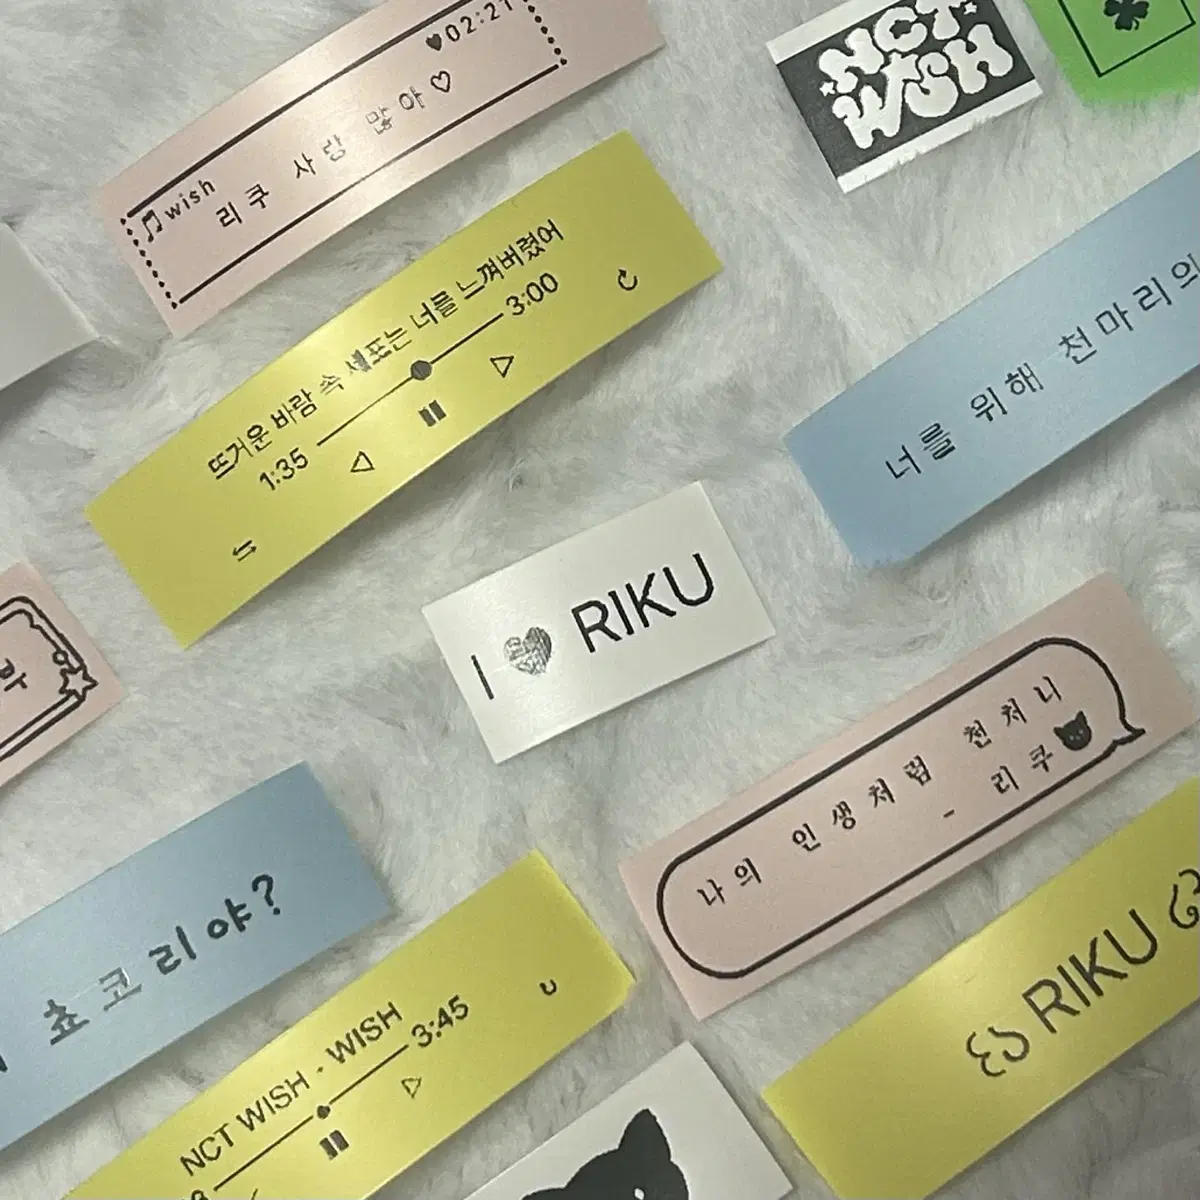 ♥02:21
♫wish
리쿠 사랑 많아♡
NCT
WISH
뜨거운 바람 속 세포는 너를 느껴버렸어
1:35
3:00
너를 위해 천마리의
I ♥ RIKU
부
나의 인생처럼 천처니
- 리쿠
쵸코리야?
RIKU
NCT WISH · WISH
3:45